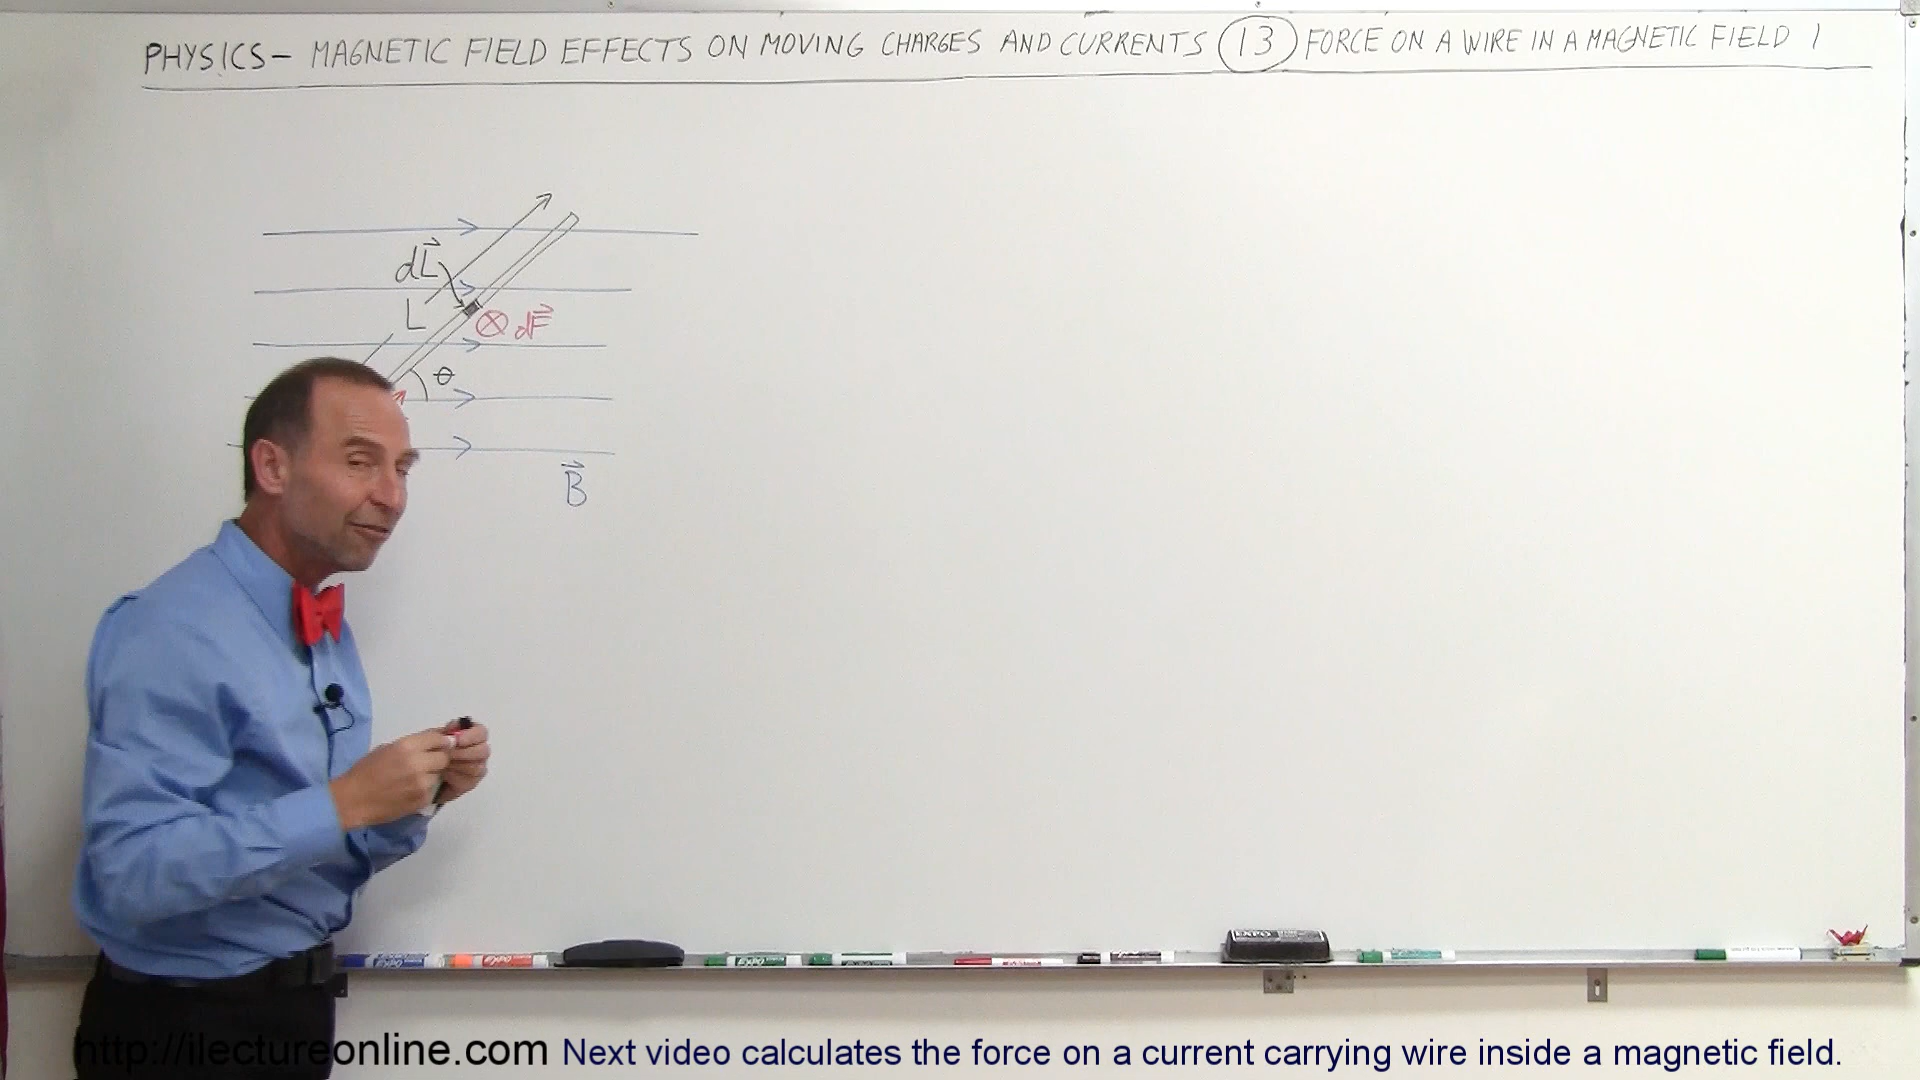 PHYSICS- MAGNETIC FIELD EFFECTS ON MOVING CHARGES AND CURRENTS 13 FORCE ON A WIRE IN A MAGNETIC FIELD 1
dL⃗
L
⊗ dF⃗
θ
B⃗
EXPO
http://ilectureonline.com Next video calculates the force on a current carrying wire inside a magnetic field.